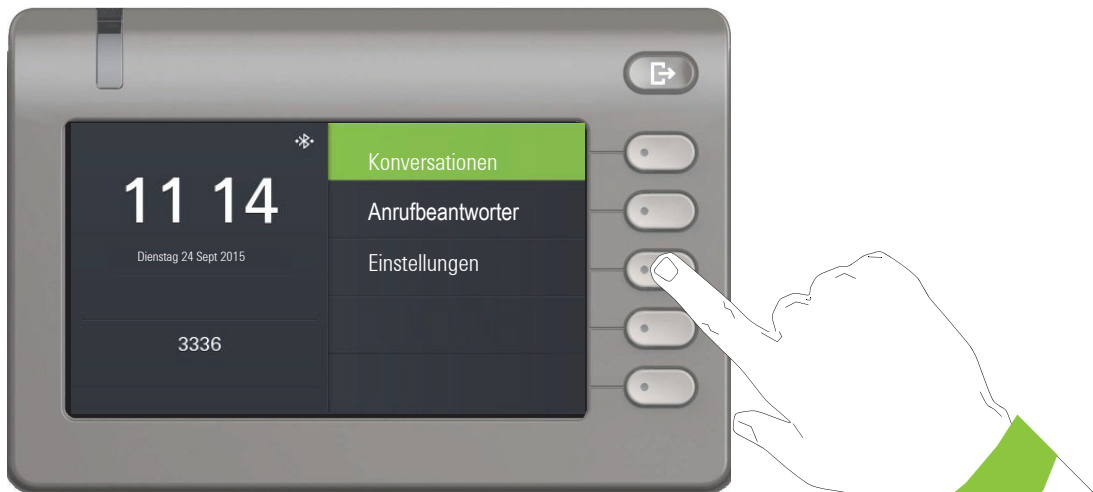 11 14
Dienstag 24 Sept 2015
3336
Konversationen
Anrufbeantworter
Einstellungen